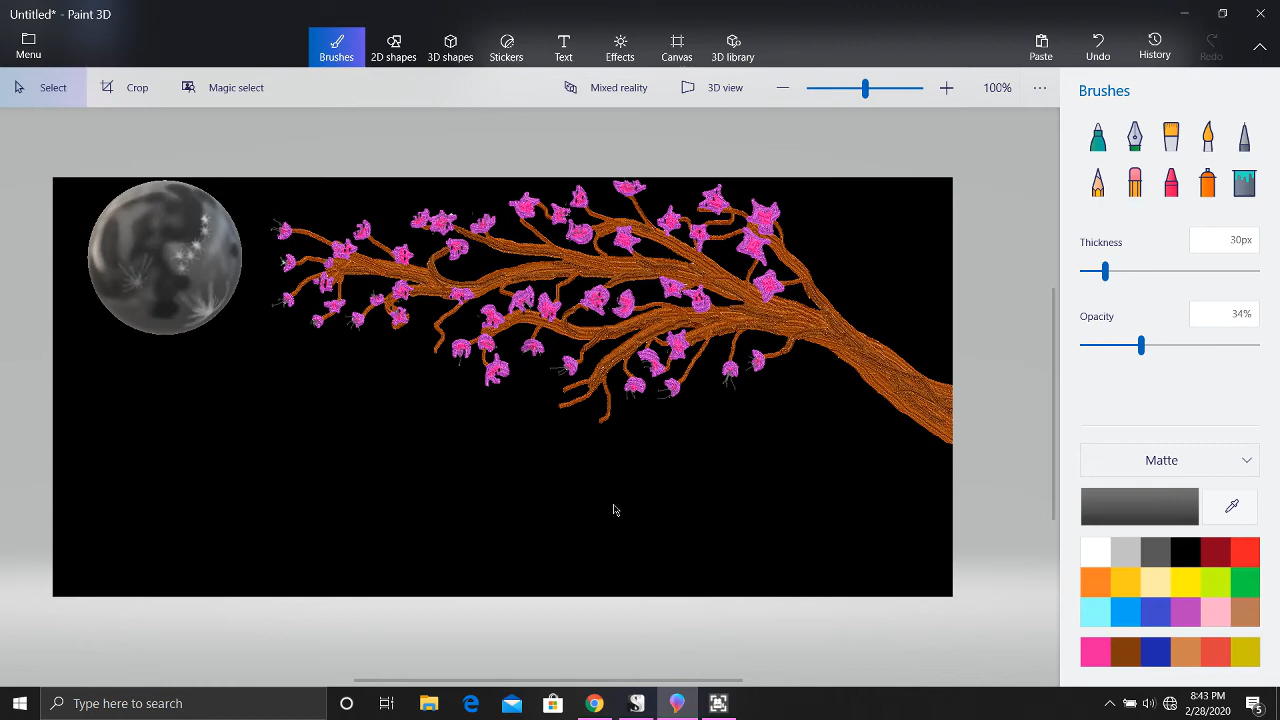 Untitled* - Paint 3D
Menu
Brushes
2D shapes
3D shapes
Stickers
Text
Effects
Canvas
3D library
Paste
Undo
History
Redo
Select
Crop
Magic select
Mixed reality
3D view
100%
Brushes
Thickness
30px
Opacity
34%
Matte
Type here to search
8:43 PM
2/28/2020
5